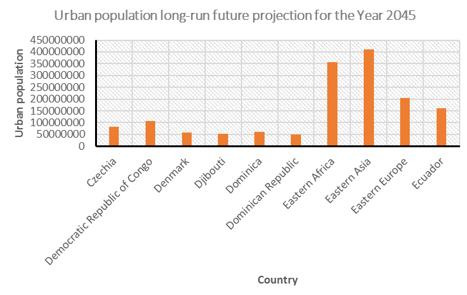 Urban population long-run future projection for the Year 2045
Urban population
450000000
400000000
350000000
300000000
250000000
200000000
150000000
100000000
50000000
0
Czechia
Democratic Republic of Congo
Denmark
Djibouti
Dominica
Dominican Republic
Eastern Africa
Eastern Asia
Eastern Europe
Ecuador
Country